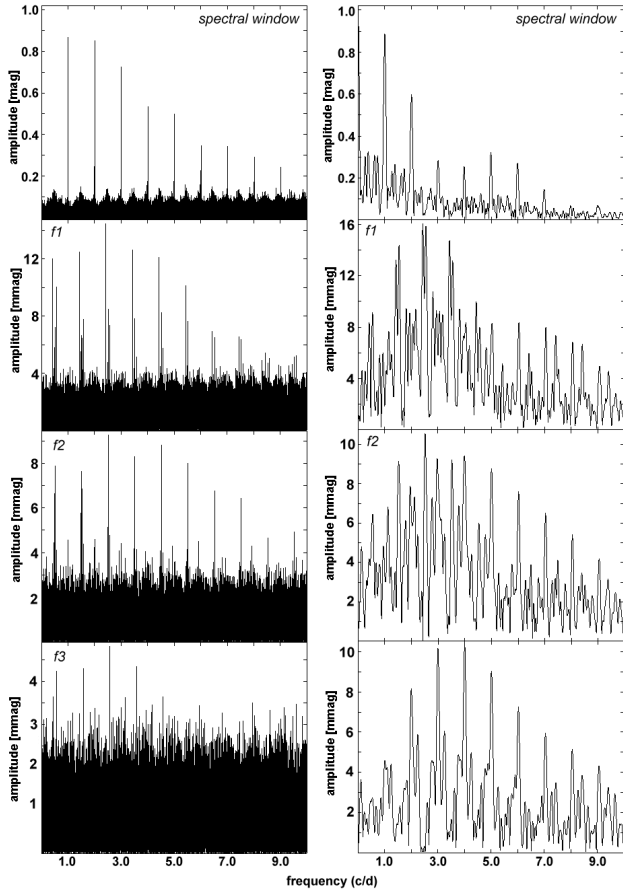 spectral window
spectral window
amplitude [mag]
1.0
0.8
0.6
0.4
0.2
amplitude [mag]
1.0
0.8
0.6
0.4
0.2
f1
amplitude [mmag]
12
8
4
f1
amplitude [mmag]
16
12
8
4
f2
amplitude [mmag]
8
6
4
2
f2
amplitude [mmag]
10
8
6
4
2
f3
amplitude [mmag]
4
3
2
1
amplitude [mmag]
10
8
6
4
2
1.0 3.0 5.0 7.0 9.0
1.0 3.0 5.0 7.0 9.0
frequency (c/d)